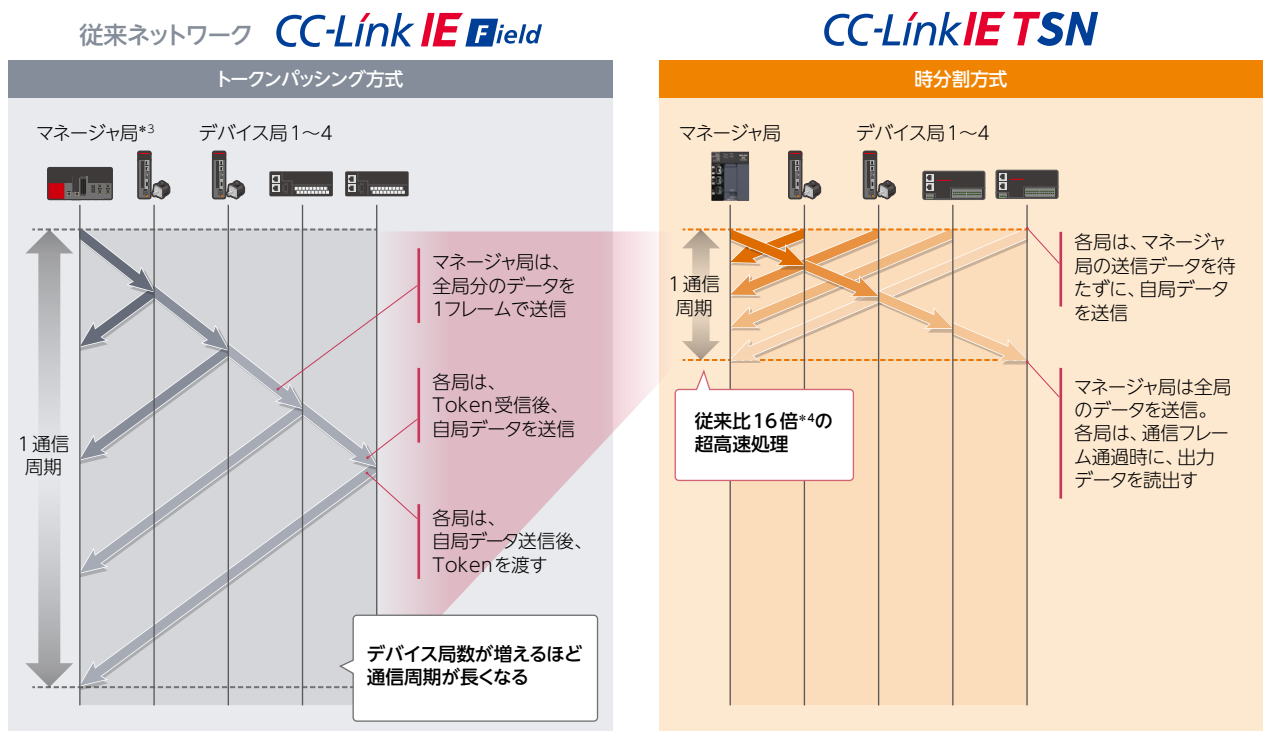 従来ネットワーク CC-Link IE Field
トークンパッシング方式
マネージャ局*3 デバイス局1～4
1通信
周期
マネージャ局は、
全局分のデータを
1フレームで送信
各局は、
Token受信後、
自局データを送信
各局は、
自局データ送信後、
Tokenを渡す
デバイス局数が増えるほど
通信周期が長くなる
CC-Link IE TSN
時分割方式
マネージャ局 デバイス局1～4
1通信
周期
各局は、マネージャ
局の送信データを待
たずに、自局データ
を送信
従来比16倍*4の
超高速処理
マネージャ局は全局
のデータを送信。
各局は、通信フレー
ム通過時に、出力
データを読出す